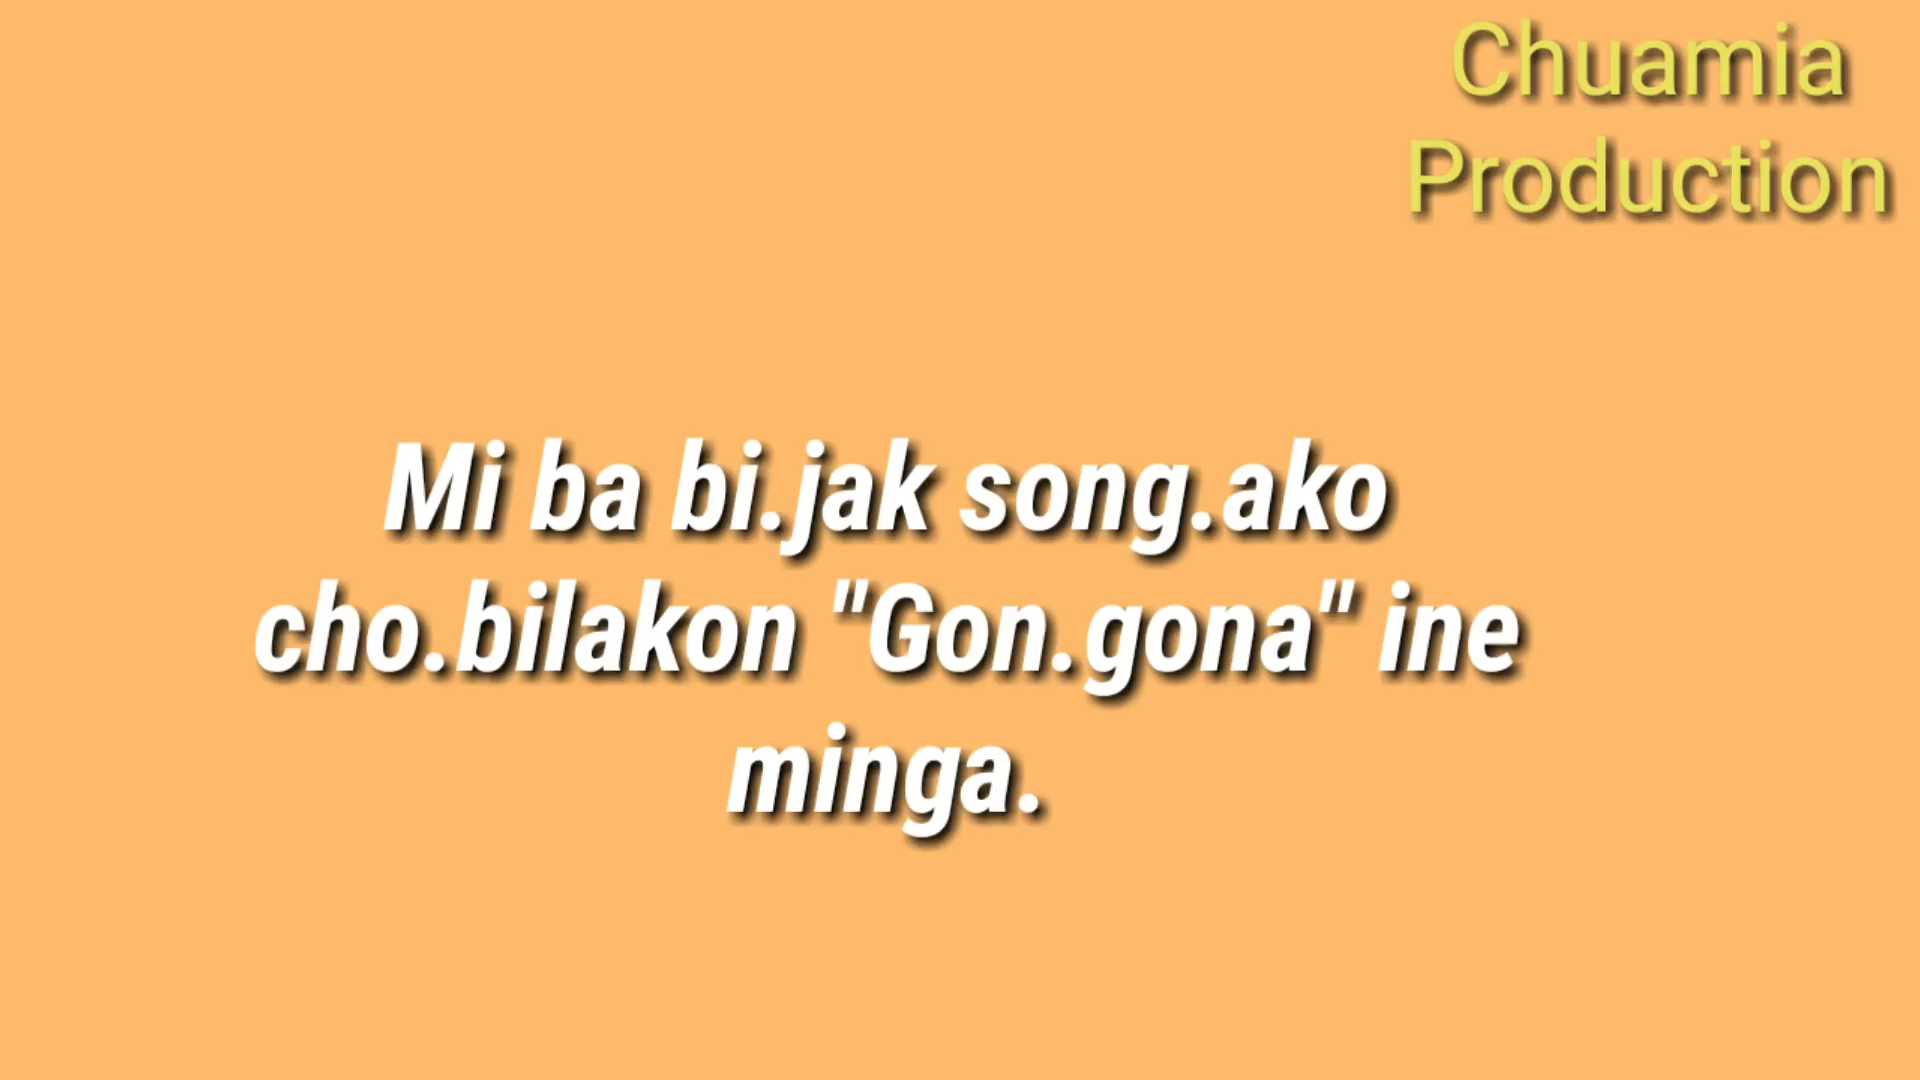 Chuamia
Production
Mi ba bi.jak song.ako
cho.bilakon "Gon.gona" ine
minga.